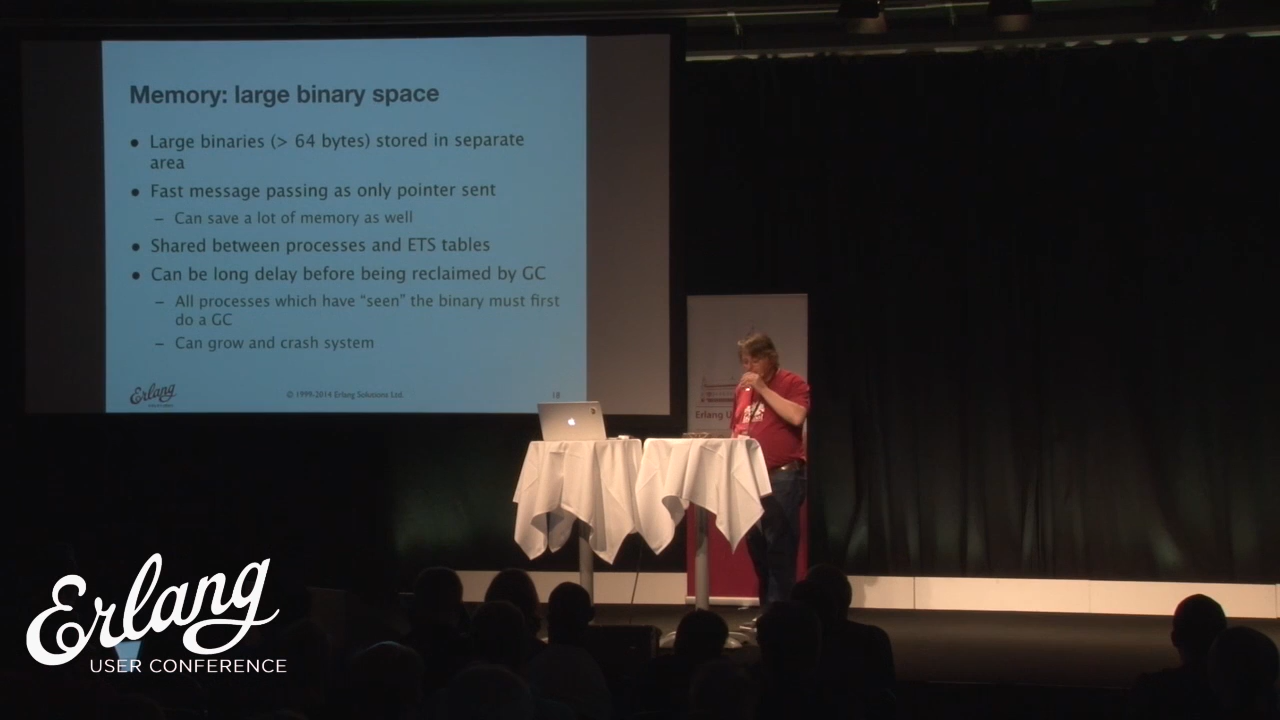 Memory: large binary space
● Large binaries (> 64 bytes) stored in separate
area
● Fast message passing as only pointer sent
– Can save a lot of memory as well
● Shared between processes and ETS tables
● Can be long delay before being reclaimed by GC
– All processes which have “seen” the binary must first
do a GC
– Can grow and crash system
Erlang
© 1999-2014 Erlang Solutions Ltd.
18
Erlang
Erlang
USER CONFERENCE